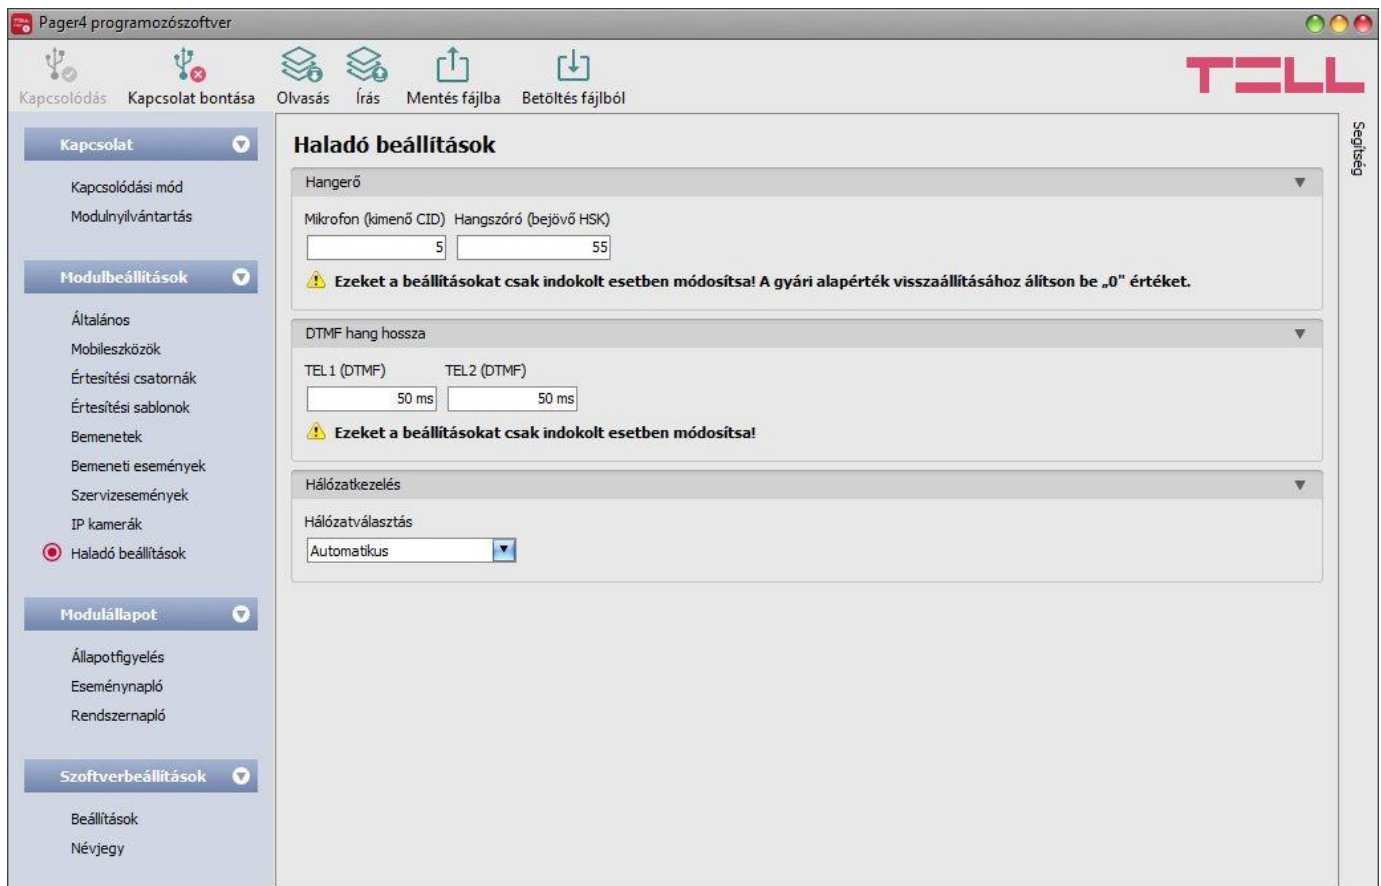 Pager4 programozószoftver
Kapcsolódás Kapcsolat bontása Olvasás Írás Mentés fájlba Betöltés fájlból
TELL
Kapcsolat
Kapcsolódási mód
Modulnyilvántartás
Modulbeállítások
Általános
Mobileszközök
Értesítési csatornák
Értesítési sablonok
Bemenetek
Bemeneti események
Szervizesemények
IP kamerák
Haladó beállítások
Modulállapot
Állapotfigyelés
Eseménynapló
Rendszernapló
Szoftverbeállítások
Beállítások
Névjegy
Haladó beállítások
Hangerő
Mikrofon (kimenő CID) Hangszóró (bejövő HSK)
5 55
Ezeket a beállításokat csak indokolt esetben módosítsa! A gyári alapérték visszaállításához álítson be „0" értéket.
DTMF hang hossza
TEL1 (DTMF) TEL2 (DTMF)
50 ms 50 ms
Ezeket a beállításokat csak indokolt esetben módosítsa!
Hálózatkezelés
Hálózatválasztás
Automatikus
Segítség